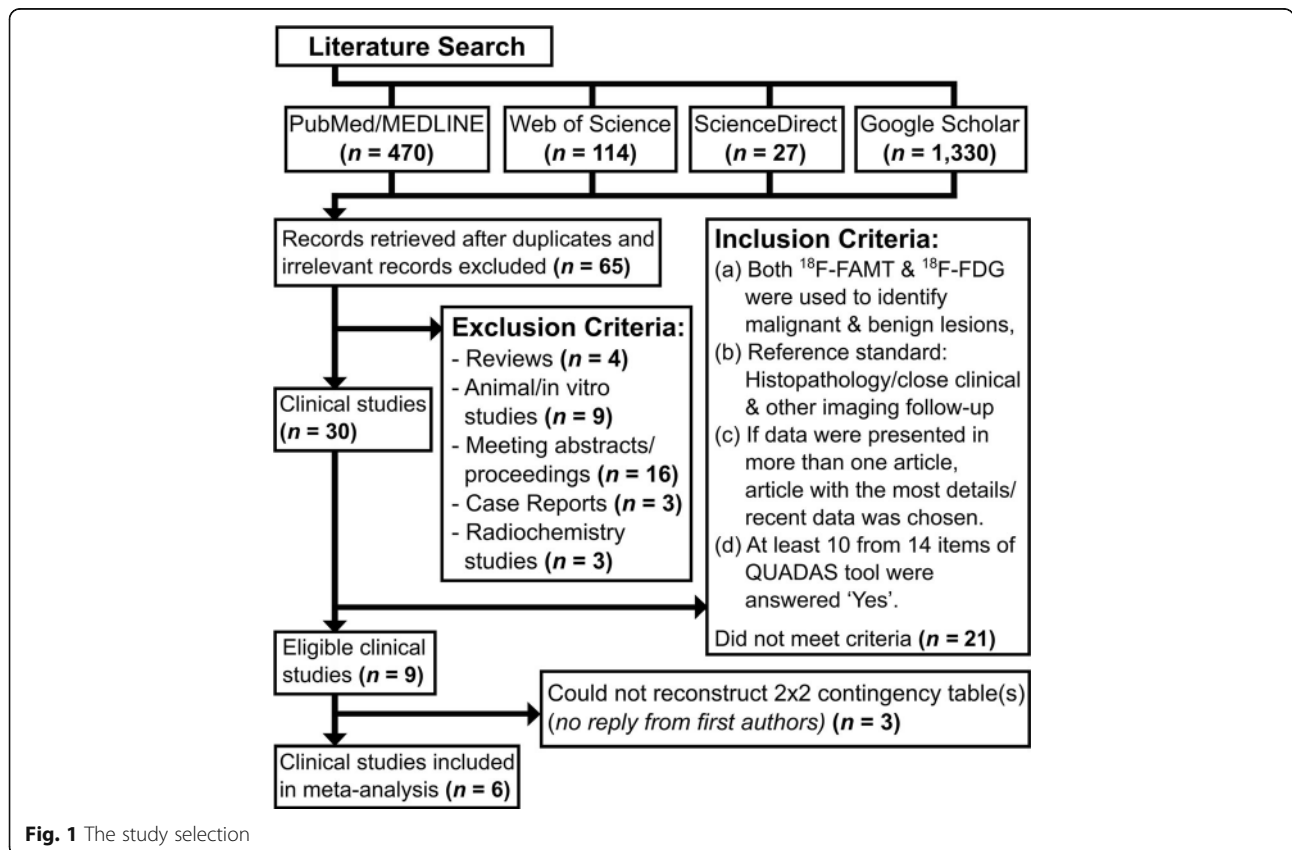 Literature Search
PubMed/MEDLINE
(n = 470)
Web of Science
(n = 114)
ScienceDirect
(n = 27)
Google Scholar
(n = 1,330)
Records retrieved after duplicates and
irrelevant records excluded (n = 65)
Exclusion Criteria:
- Reviews (n = 4)
- Animal/in vitro
studies (n = 9)
- Meeting abstracts/
proceedings (n = 16)
- Case Reports (n = 3)
- Radiochemistry
studies (n = 3)
Clinical studies
(n = 30)
Inclusion Criteria:
(a) Both ¹⁸F-FAMT & ¹⁸F-FDG
were used to identify
malignant & benign lesions,
(b) Reference standard:
Histopathology/close clinical
& other imaging follow-up
(c) If data were presented in
more than one article,
article with the most details/
recent data was chosen.
(d) At least 10 from 14 items of
QUADAS tool were
answered ‘Yes’.
Did not meet criteria (n = 21)
Eligible clinical
studies (n = 9)
Could not reconstruct 2x2 contingency table(s)
(no reply from first authors) (n = 3)
Clinical studies included
in meta-analysis (n = 6)
Fig. 1 The study selection